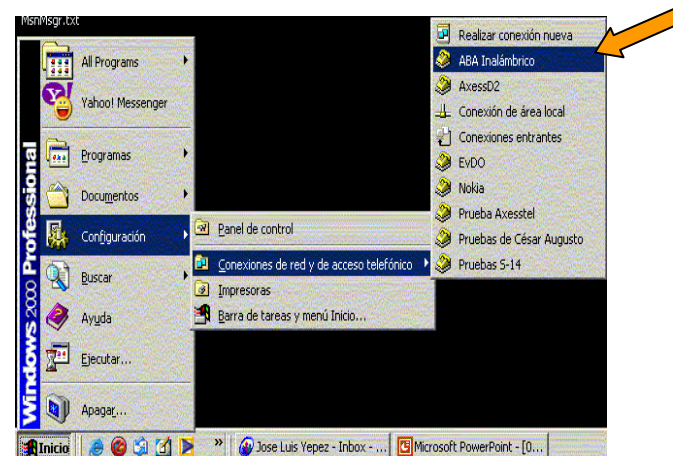 MsnMsgr.txt
All Programs
Yahoo! Messenger
Programas
Documentos
Configuración
Buscar
Ayuda
Ejecutar...
Apagar...
Windows 2000 Professional
Panel de control
Conexiones de red y de acceso telefónico
Impresoras
Barra de tareas y menú Inicio...
Realizar conexión nueva
ABA Inalámbrico
AxessD2
Conexión de área local
Conexiones entrantes
EvDO
Nokia
Prueba Axesstel
Pruebas de César Augusto
Pruebas S-14
Inicio
»
Jose Luis Yepez - Inbox - ...
Microsoft PowerPoint - [0...